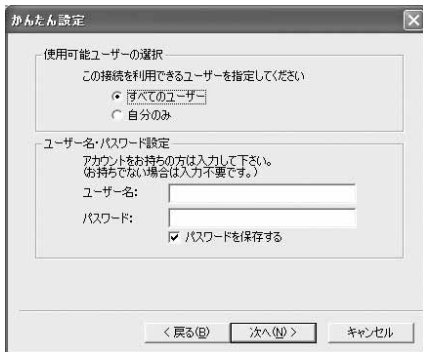 かんたん設定
使用可能ユーザーの選択
この接続を利用できるユーザーを指定してください
すべてのユーザー
自分のみ
ユーザー名・パスワード設定
アカウントをお持ちの方は入力して下さい。
(お持ちでない場合は入力不要です。)
ユーザー名:
パスワード:
パスワードを保存する
< 戻る(B)
次へ(N) >
キャンセル